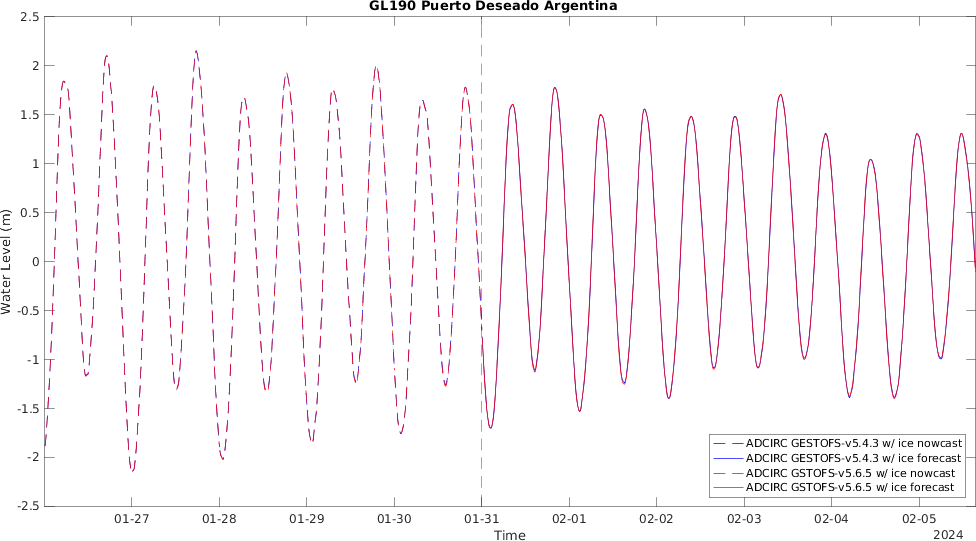 GL190 Puerto Deseado Argentina
2.5
2
1.5
1
0.5
0
-0.5
-1
-1.5
-2
-2.5
Water Level (m)
01-27 01-28 01-29 01-30 01-31 02-01 02-02 02-03 02-04 02-05
Time
2024
ADCIRC GESTOFS-v5.4.3 w/ ice nowcast
ADCIRC GESTOFS-v5.4.3 w/ ice forecast
ADCIRC GSTOFS-v5.6.5 w/ ice nowcast
ADCIRC GSTOFS-v5.6.5 w/ ice forecast